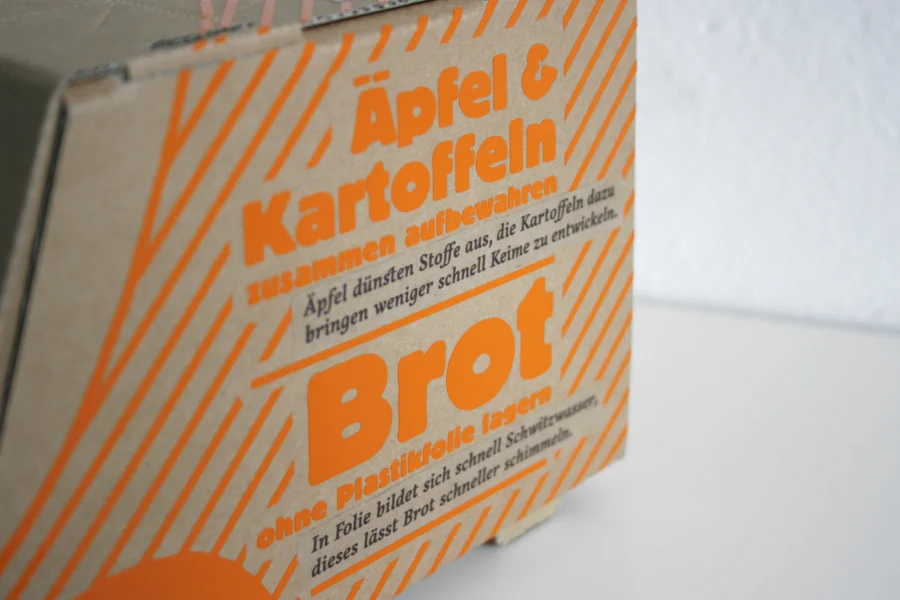 Äpfel &
Kartoffeln
zusammen aufbewahren
Äpfel dünsten Stoffe aus, die Kartoffeln dazu
bringen weniger schnell Keime zu entwickeln.
Brot
ohne Plastikfolie lagern
In Folie bildet sich schnell Schwitzwasser,
dieses lässt Brot schneller schimmeln.